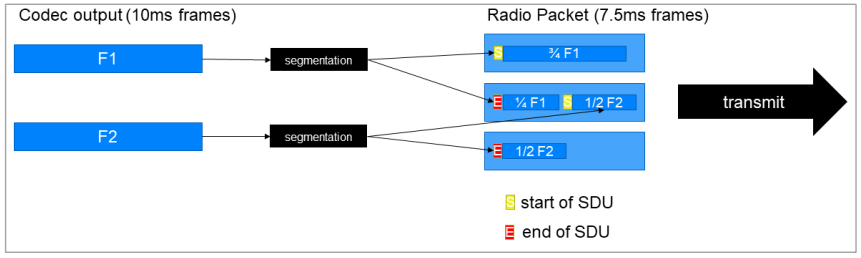 Codec output (10ms frames)
Radio Packet (7.5ms frames)
F1
segmentation
S
¾ F1
E
¼ F1
S
1/2 F2
transmit
F2
segmentation
E
1/2 F2
S start of SDU
E end of SDU